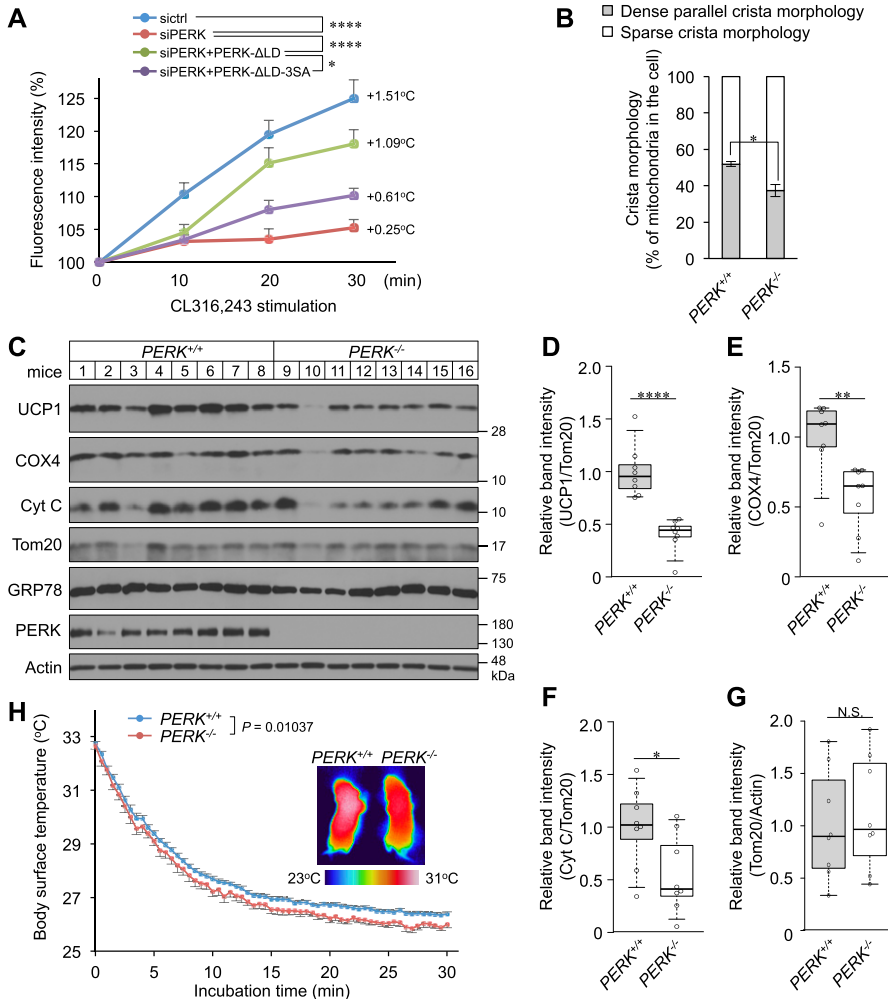 A
sictrl
siPERK
siPERK+PERK-ΔLD
siPERK+PERK-ΔLD-3SA
****
****
*
Fluorescence intensity (%)
125
120
115
110
105
100
+1.51°C
+1.09°C
+0.61°C
+0.25°C
0 10 20 30 (min)
CL316,243 stimulation
B
Dense parallel crista morphology
Sparse crista morphology
Crista morphology
(% of mitochondria in the cell)
100
80
60
40
20
0
*
PERK+/+ PERK-/-
C
PERK+/+ PERK-/-
mice 1 2 3 4 5 6 7 8 9 10 11 12 13 14 15 16
UCP1
28
COX4
10
Cyt C
10
Tom20
17
GRP78
75
PERK
180
130
Actin
48
kDa
D
Relative band intensity
(UCP1/Tom20)
2.0
1.5
1.0
0.5
0
****
PERK+/+ PERK-/-
E
Relative band intensity
(COX4/Tom20)
1.5
1.0
0.5
0
**
PERK+/+ PERK-/-
F
Relative band intensity
(Cyt C/Tom20)
2.0
1.5
1.0
0.5
0
*
PERK+/+ PERK-/-
G
Relative band intensity
(Tom20/Actin)
2.0
1.5
1.0
0.5
0
N.S.
PERK+/+ PERK-/-
H
PERK+/+
PERK-/-
P = 0.01037
Body surface temperature (°C)
33
31
29
27
25
PERK+/+ PERK-/-
23°C 31°C
0 5 10 15 20 25 30
Incubation time (min)